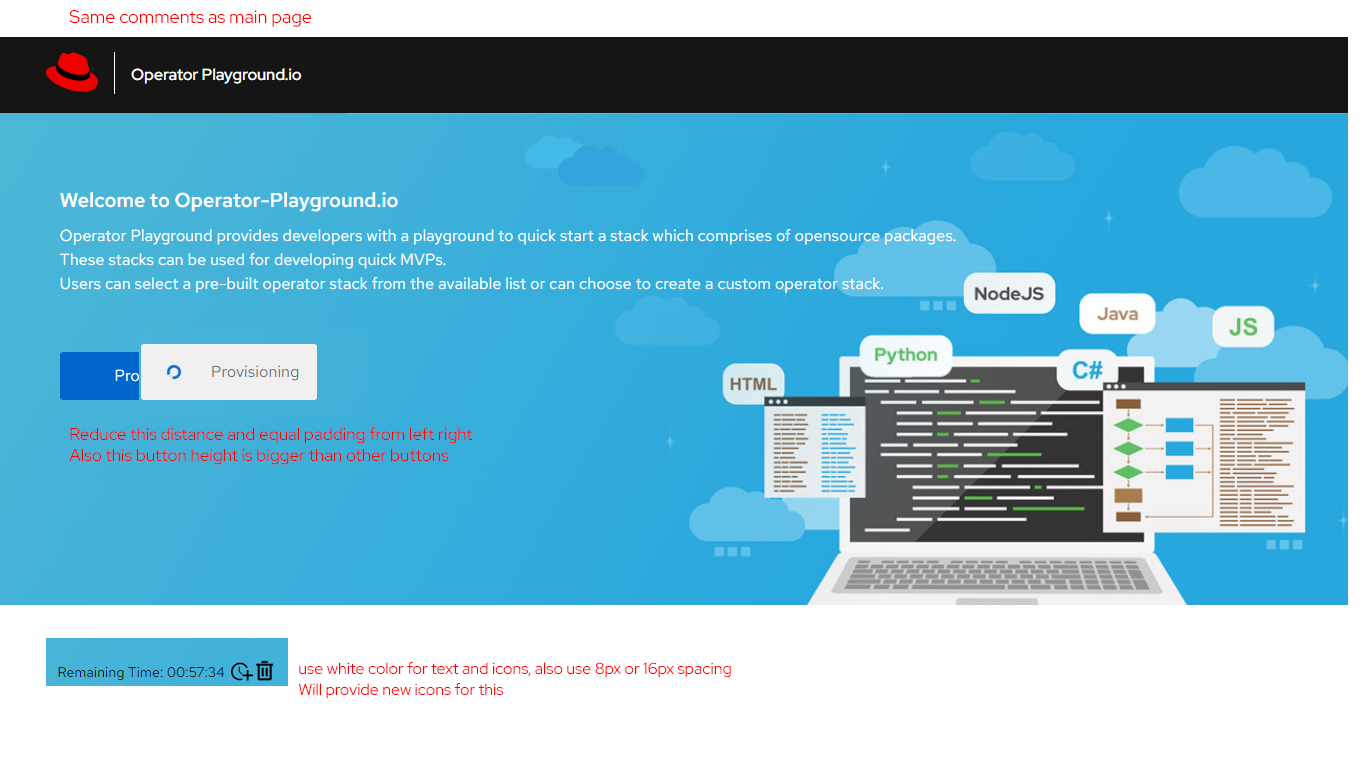 Same comments as main page
Operator Playground.io
Welcome to Operator-Playground.io
Operator Playground provides developers with a playground to quick start a stack which comprises of opensource packages.
These stacks can be used for developing quick MVPs.
Users can select a pre-built operator stack from the available list or can choose to create a custom operator stack.
NodeJS
Java
JS
Python
C#
HTML
Pro
Provisioning
Reduce this distance and equal padding from left right
Also this button height is bigger than other buttons
Remaining Time: 00:57:34
use white color for text and icons, also use 8px or 16px spacing
Will provide new icons for this